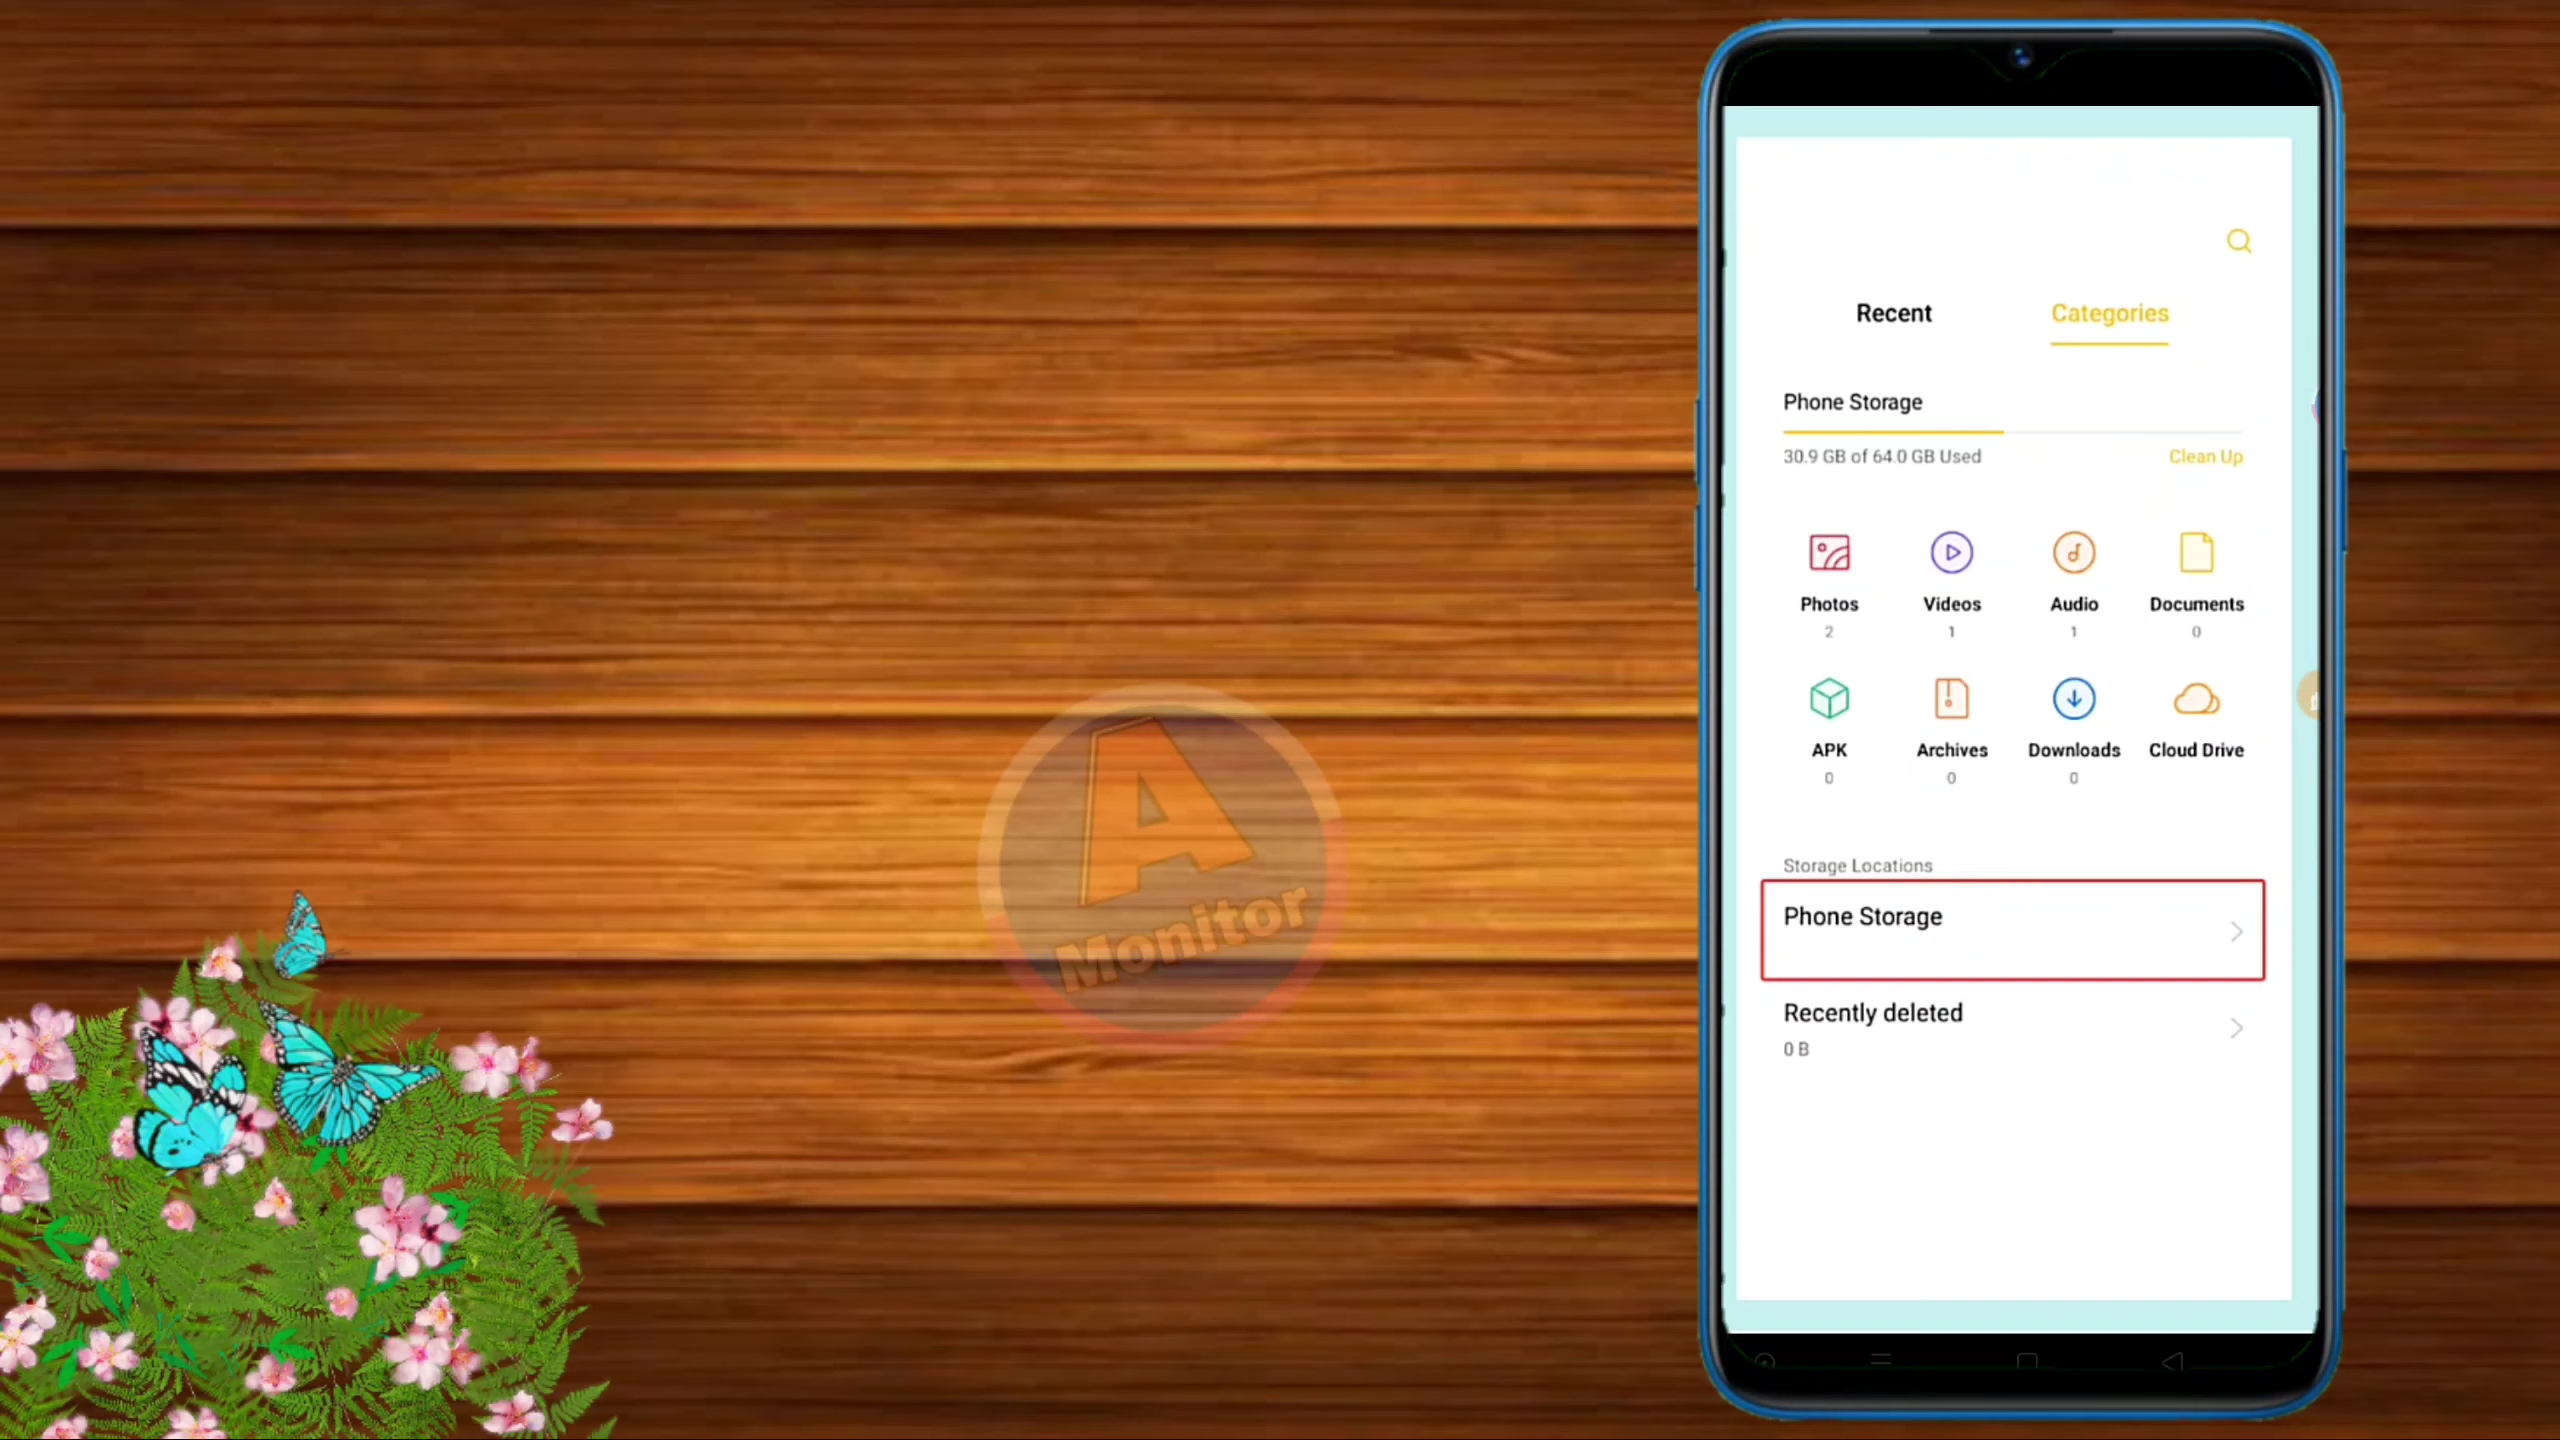 A
Monitor
Recent
Categories
Phone Storage
30.9 GB of 64.0 GB Used
Clean Up
Photos
Videos
Audio
Documents
2
1
1
0
APK
Archives
Downloads
Cloud Drive
0
0
0
Storage Locations
Phone Storage
Recently deleted
0 B